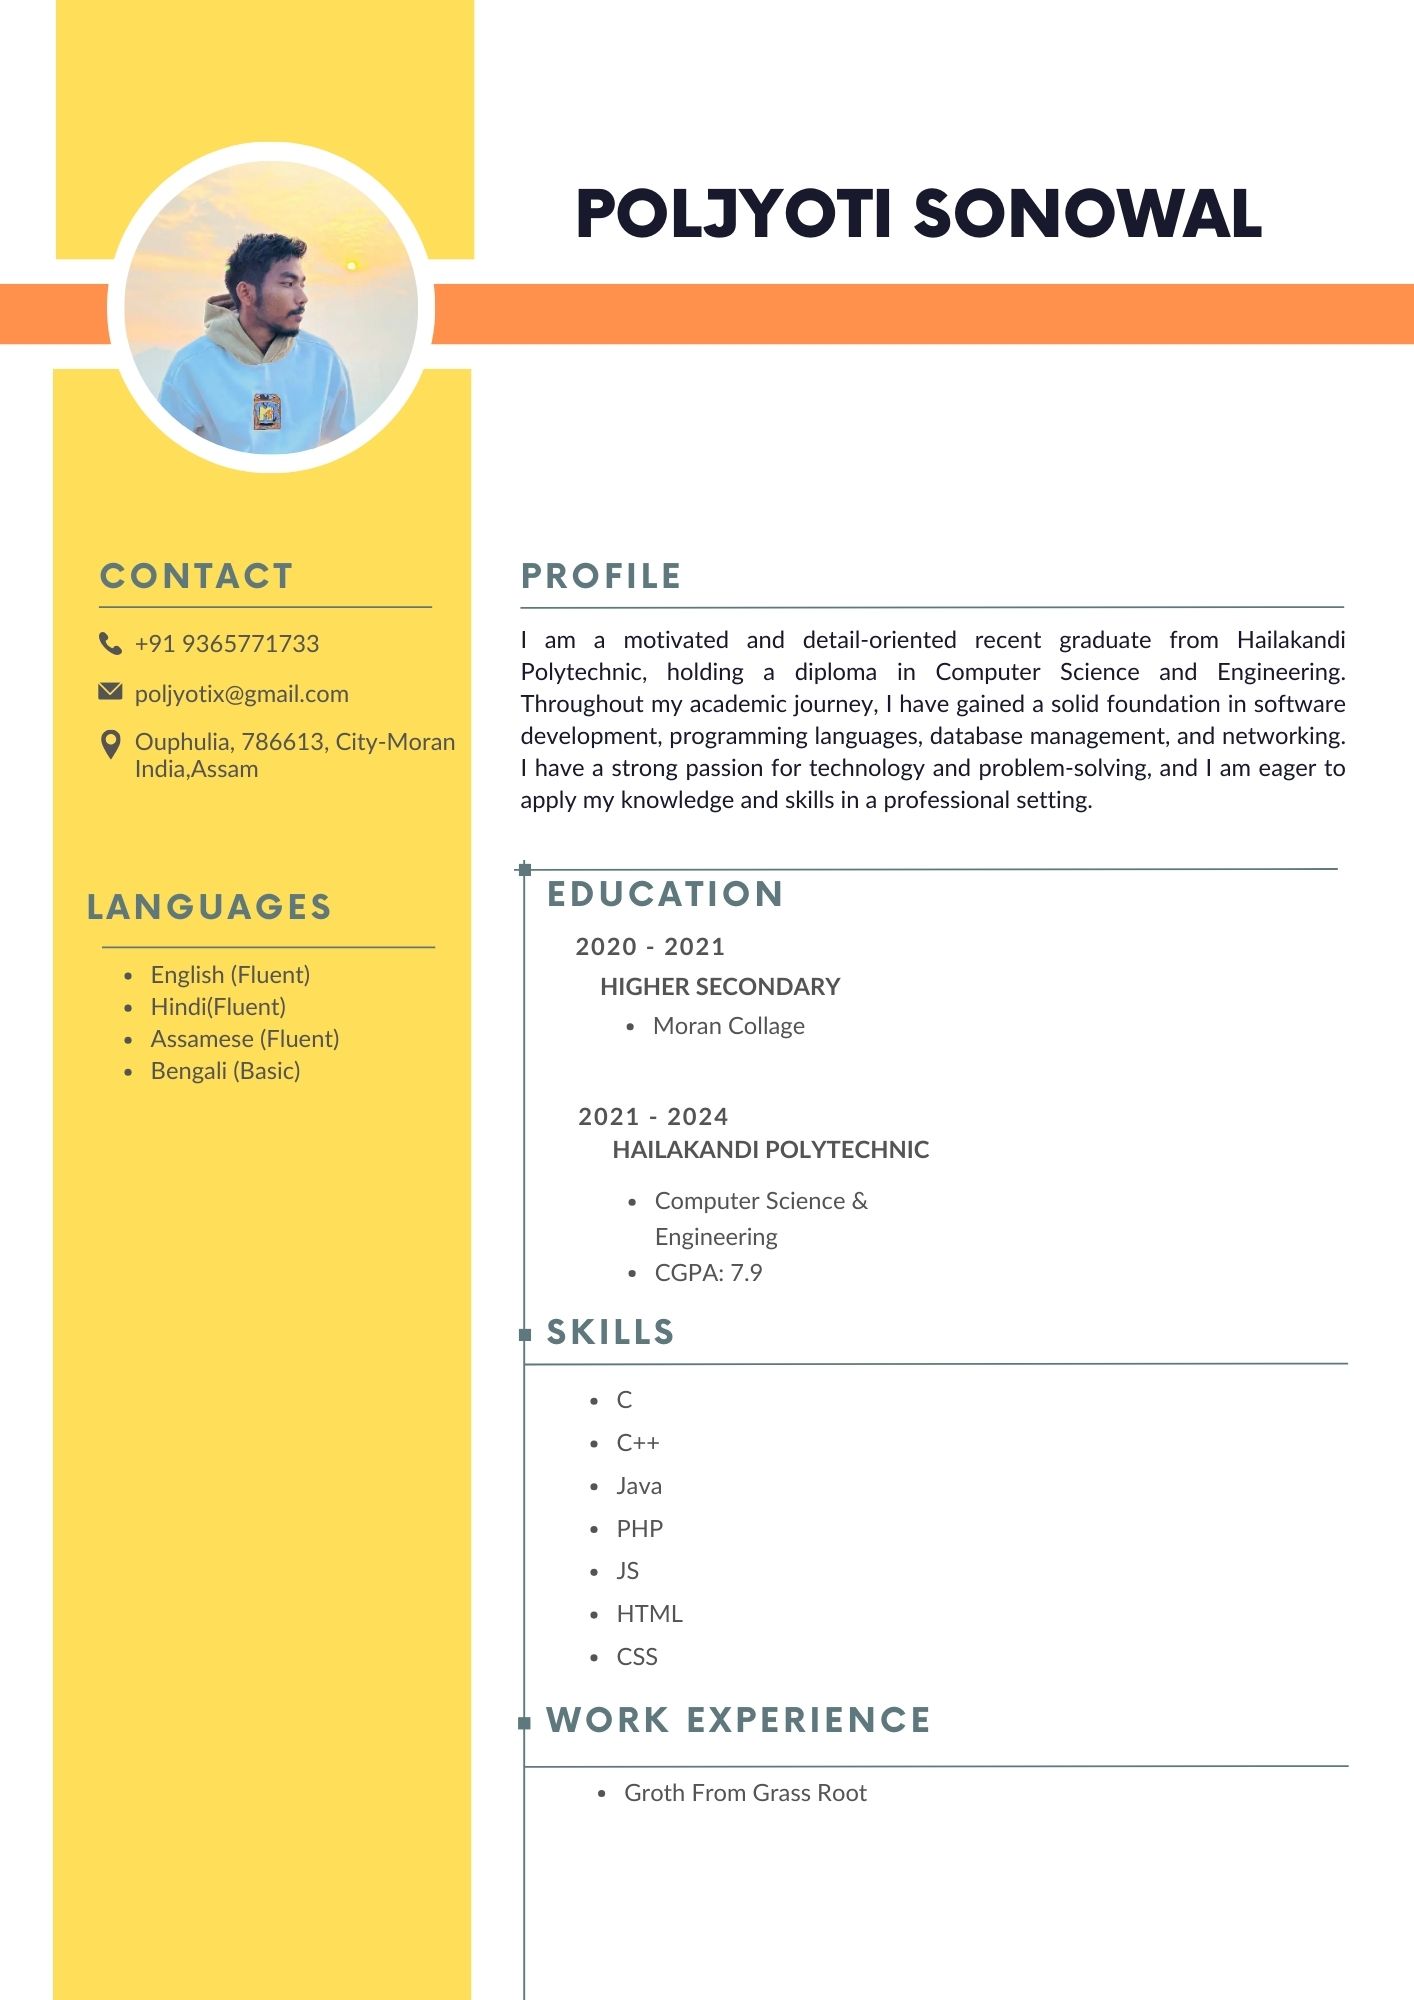 POLJYOTI SONOWAL
CONTACT
+91 9365771733
poljyotix@gmail.com
Ouphulia, 786613, City-Moran
India,Assam
LANGUAGES
English (Fluent)
Hindi(Fluent)
Assamese (Fluent)
Bengali (Basic)
PROFILE
I am a motivated and detail-oriented recent graduate from Hailakandi
Polytechnic, holding a diploma in Computer Science and Engineering.
Throughout my academic journey, I have gained a solid foundation in software
development, programming languages, database management, and networking.
I have a strong passion for technology and problem-solving, and I am eager to
apply my knowledge and skills in a professional setting.
EDUCATION
2020 - 2021
HIGHER SECONDARY
Moran Collage
2021 - 2024
HAILAKANDI POLYTECHNIC
Computer Science &
Engineering
CGPA: 7.9
SKILLS
C
C++
Java
PHP
JS
HTML
CSS
WORK EXPERIENCE
Groth From Grass Root